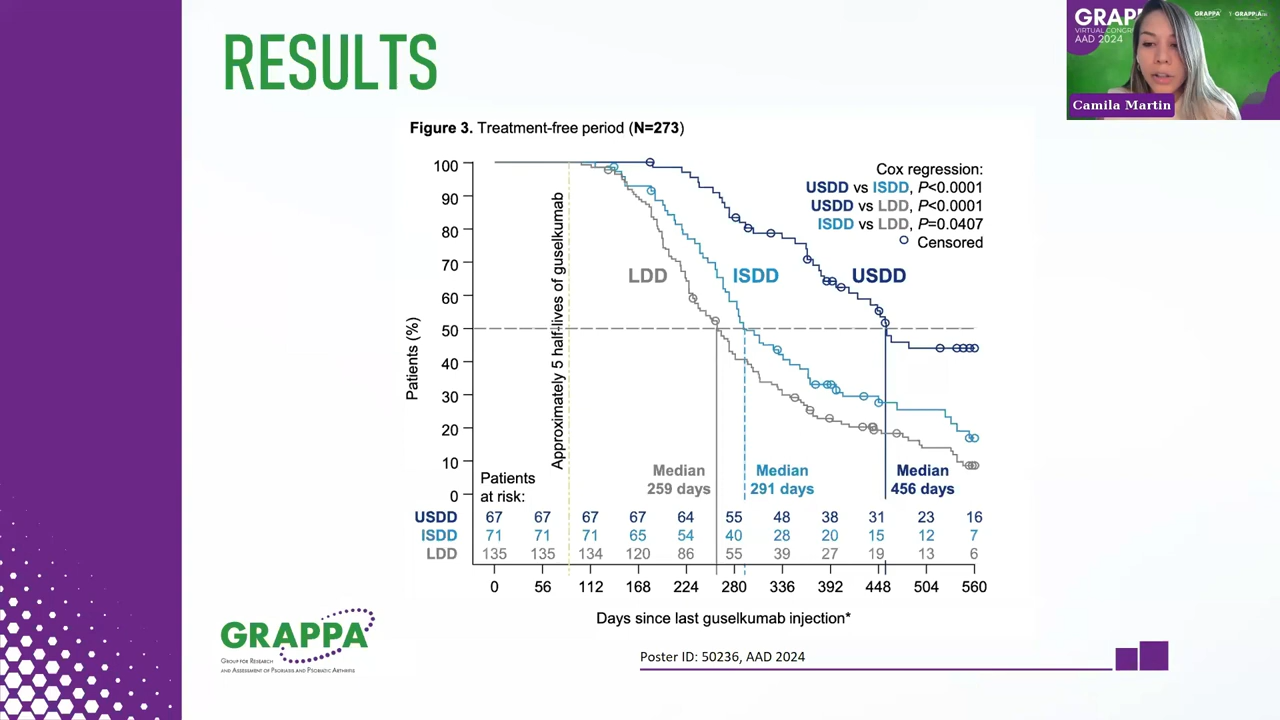 RESULTS
GRAPPA
VIRTUAL CONGR
AAD 2024
GRAPPA
Camila Martin
Figure 3. Treatment-free period (N=273)
Cox regression:
USDD vs ISDD, P<0.0001
USDD vs LDD, P<0.0001
ISDD vs LDD, P=0.0407
Censored
Patients (%)
100
90
80
70
60
50
40
30
20
10
0
Approximately 5 half-lives of guselkumab
LDD
ISDD
USDD
Median
259 days
Median
291 days
Median
456 days
Patients
at risk:
USDD 67 67 67 67 64 55 48 38 31 23 16
ISDD 71 71 71 65 54 40 28 20 15 12 7
LDD 135 135 134 120 86 55 39 27 19 13 6
0 56 112 168 224 280 336 392 448 504 560
Days since last guselkumab injection*
GRAPPA
GROUP FOR RESEARCH
AND ASSESSMENT OF PSORIASIS AND PSORIATIC ARTHRITIS
Poster ID: 50236, AAD 2024